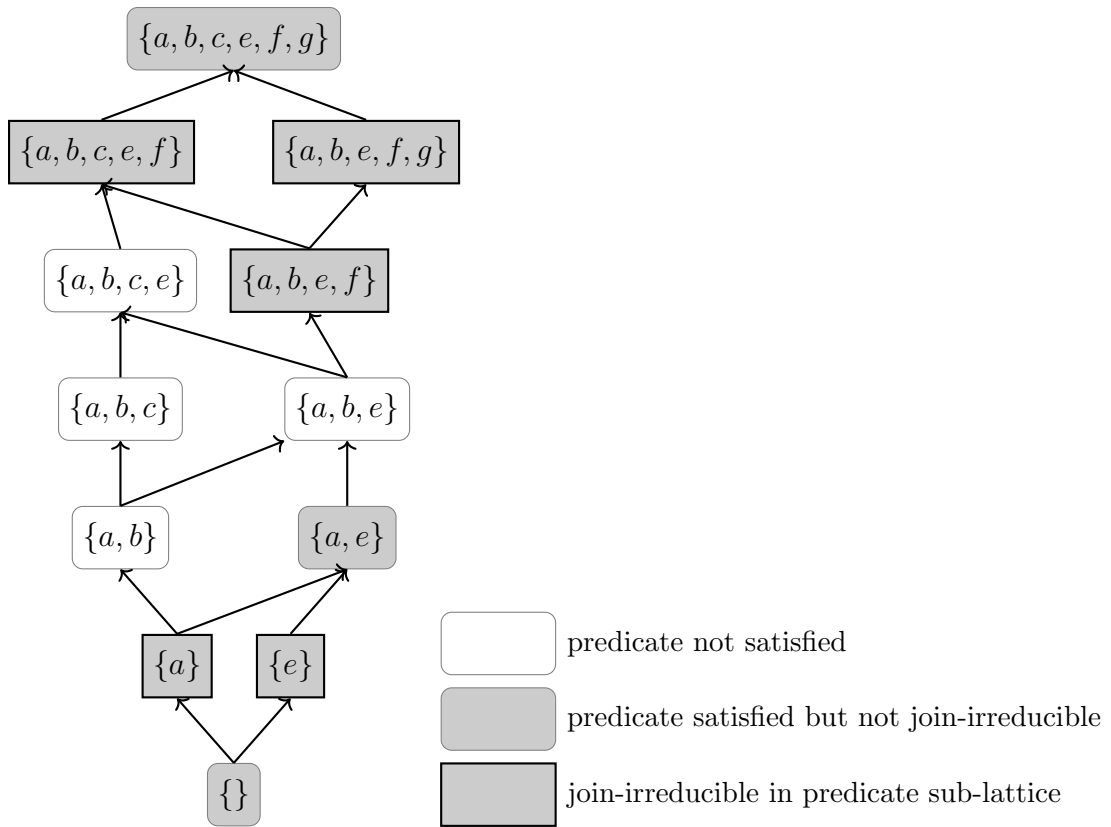 {a, b, c, e, f, g}
{a, b, c, e, f}
{a, b, e, f, g}
{a, b, c, e}
{a, b, e, f}
{a, b, c}
{a, b, e}
{a, b}
{a, e}
{a}
{e}
{}
predicate not satisfied
predicate satisfied but not join-irreducible
join-irreducible in predicate sub-lattice